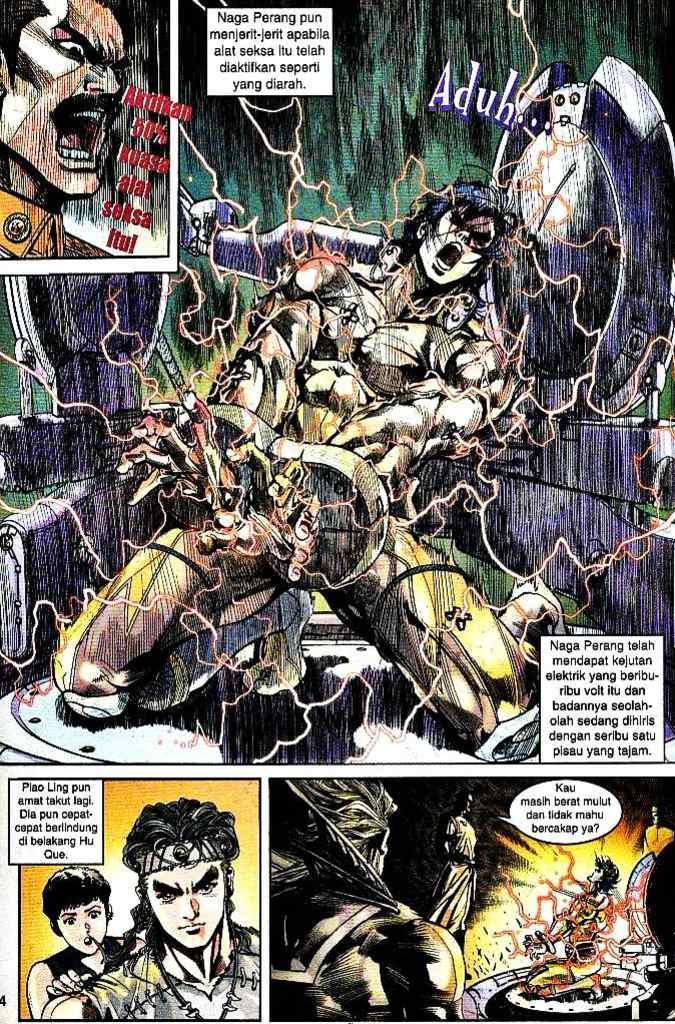 Aktifkan
50%
kuasa
alat
seksa
itu!
Naga Perang pun
menjerit-jerit apabila
alat seksa itu telah
diaktifkan seperti
yang diarah.
Aduh...
Naga Perang telah
mendapat kejutan
elektrik yang beribu-
ribu volt itu dan
badannya seolah-
olah sedang dihiris
dengan seribu satu
pisau yang tajam.
Piao Ling pun
amat takut lagi.
Dia pun cepat-
cepat berlindung
di belakang Hu
Que.
Kau
masih berat mulut
dan tidak mahu
bercakap ya?
4